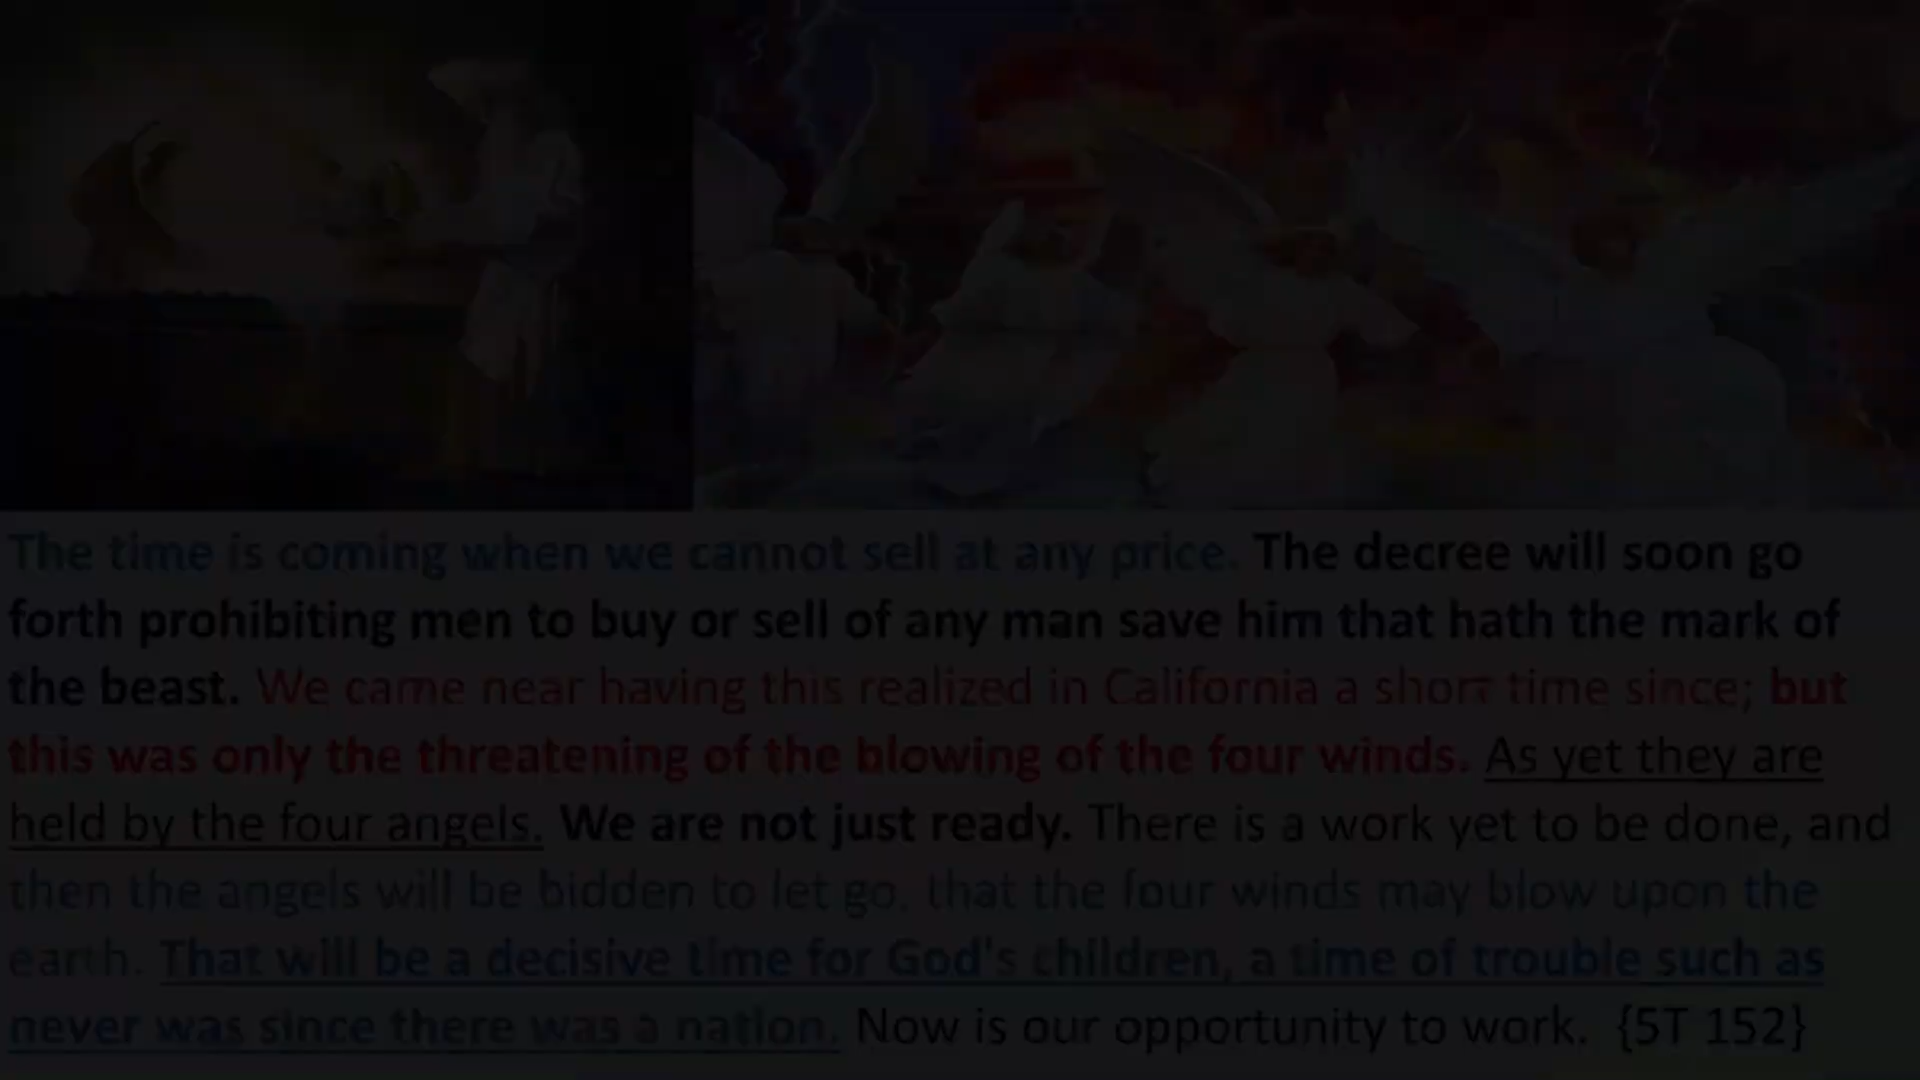 The time is coming when we cannot sell at any price. The decree will soon go
forth prohibiting men to buy or sell of any man save him that hath the mark of
the beast. We came near having this realized in California a short time since; but
this was only the threatening of the blowing of the four winds. As yet they are
held by the four angels. We are not just ready. There is a work yet to be done, and
then the angels will be bidden to let go, that the four winds may blow upon the
earth. That will be a decisive time for God's children, a time of trouble such as
never was since there was a nation. Now is our opportunity to work. {5T 152}